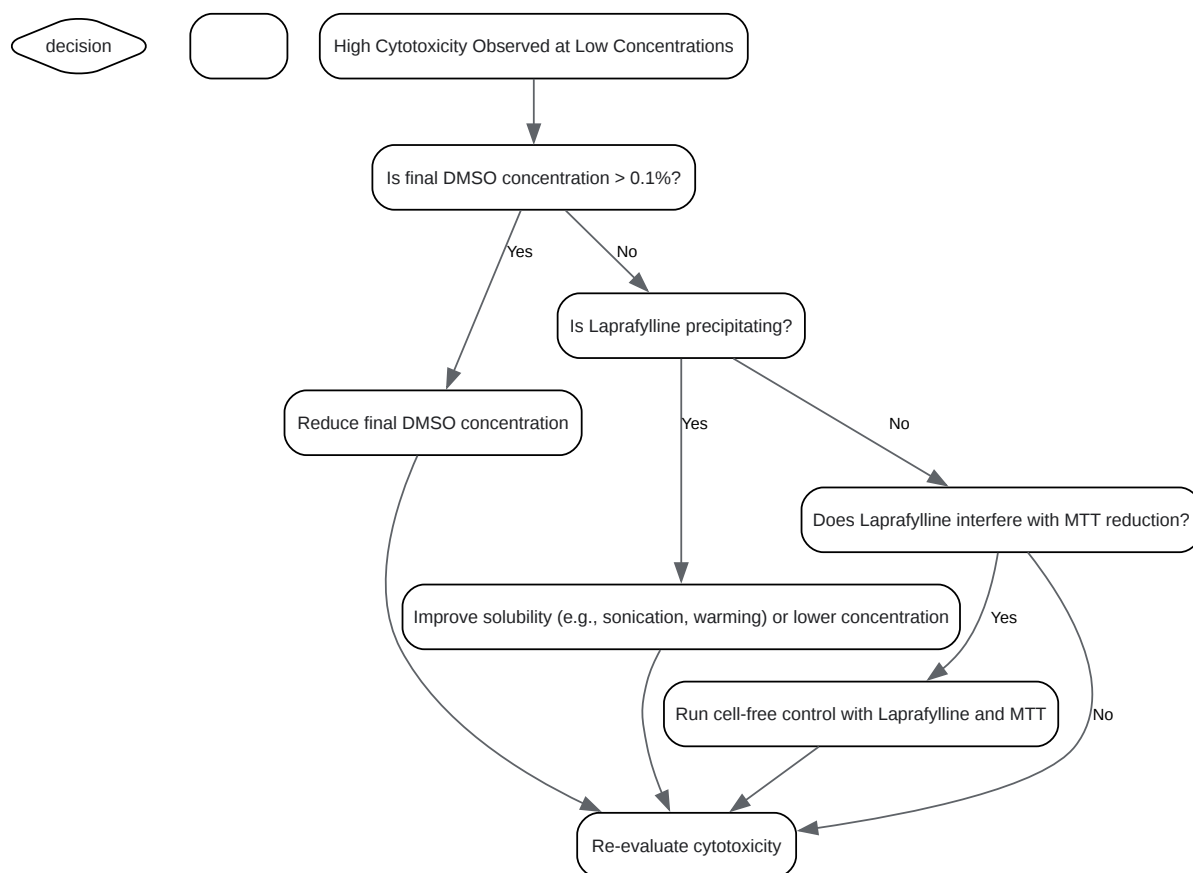 decision
High Cytotoxicity Observed at Low Concentrations
Is final DMSO concentration > 0.1%?
Yes
No
Is Laprafylline precipitating?
Reduce final DMSO concentration
Yes
No
Does Laprafylline interfere with MTT reduction?
Improve solubility (e.g., sonication, warming) or lower concentration
Yes
Run cell-free control with Laprafylline and MTT
No
Re-evaluate cytotoxicity